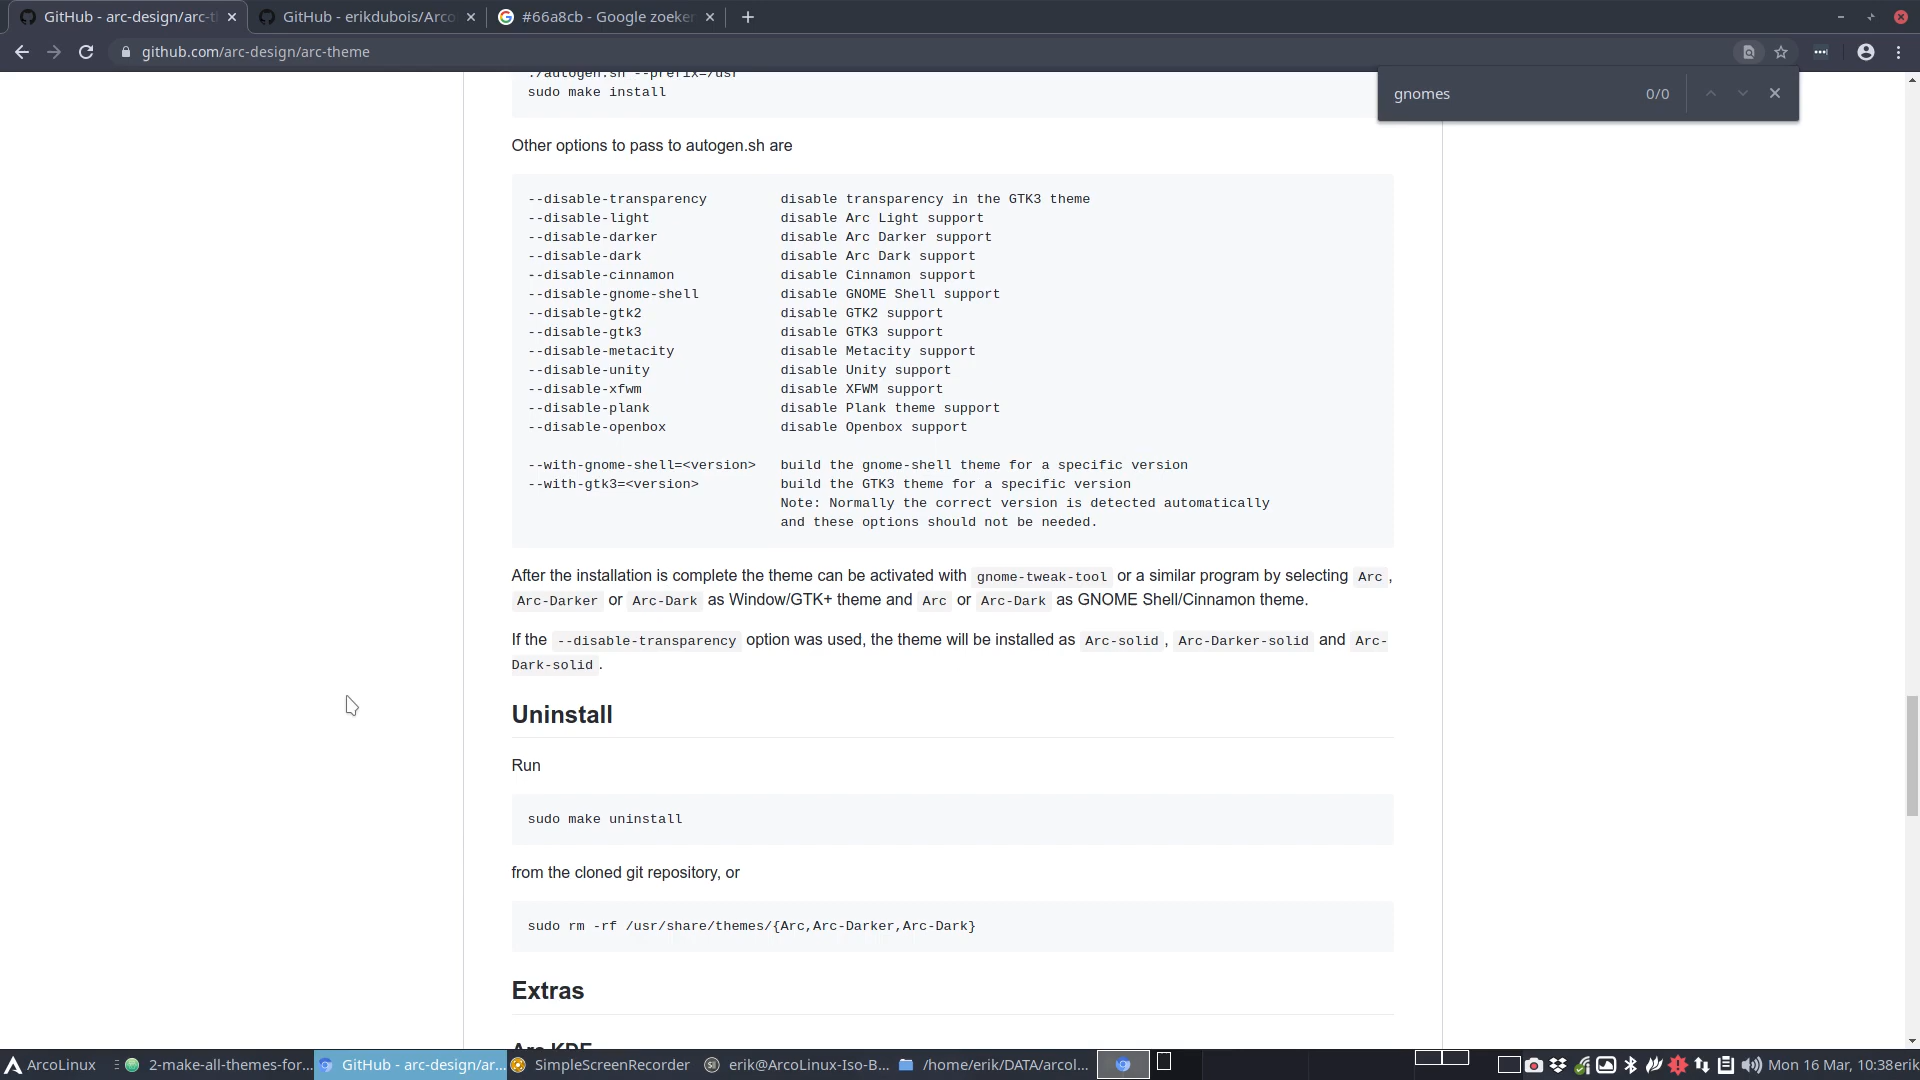 GitHub - arc-design/arc-t
GitHub - erikdubois/Arco
#66a8cb - Google zoeken
github.com/arc-design/arc-theme
gnomes
0/0
./autogen.sh --prefix=/usr
sudo make install
Other options to pass to autogen.sh are
--disable-transparency disable transparency in the GTK3 theme
--disable-light disable Arc Light support
--disable-darker disable Arc Darker support
--disable-dark disable Arc Dark support
--disable-cinnamon disable Cinnamon support
--disable-gnome-shell disable GNOME Shell support
--disable-gtk2 disable GTK2 support
--disable-gtk3 disable GTK3 support
--disable-metacity disable Metacity support
--disable-unity disable Unity support
--disable-xfwm disable XFWM support
--disable-plank disable Plank theme support
--disable-openbox disable Openbox support
--with-gnome-shell=<version> build the gnome-shell theme for a specific version
--with-gtk3=<version> build the GTK3 theme for a specific version
Note: Normally the correct version is detected automatically
and these options should not be needed.
After the installation is complete the theme can be activated with gnome-tweak-tool or a similar program by selecting Arc,
Arc-Darker or Arc-Dark as Window/GTK+ theme and Arc or Arc-Dark as GNOME Shell/Cinnamon theme.
If the --disable-transparency option was used, the theme will be installed as Arc-solid, Arc-Darker-solid and Arc-
Dark-solid.
Uninstall
Run
sudo make uninstall
from the cloned git repository, or
sudo rm -rf /usr/share/themes/{Arc,Arc-Darker,Arc-Dark}
Extras
Arc KDE
ArcoLinux
2-make-all-themes-for...
GitHub - arc-design/ar...
SimpleScreenRecorder
erik@ArcoLinux-Iso-B...
/home/erik/DATA/arcol...
Mon 16 Mar, 10:38
erik